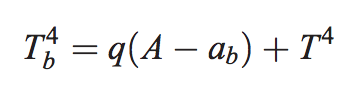 T_b^4 = q(A − a_b) + T^4